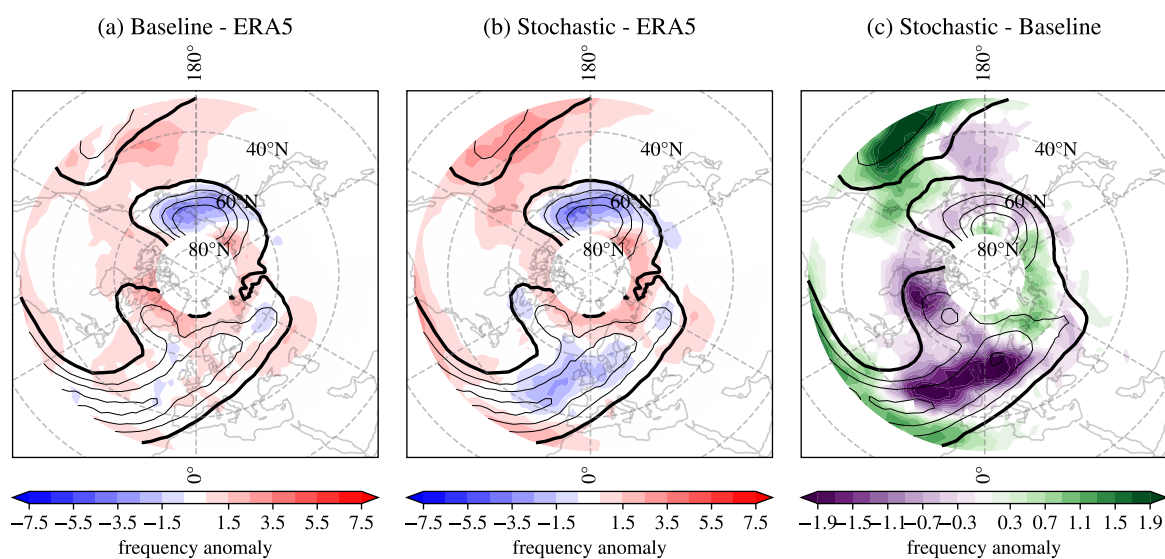 (a) Baseline - ERA5 (b) Stochastic - ERA5 (c) Stochastic - Baseline
180° 180° 180°
40°N 40°N 40°N
60°N 60°N 60°N
80°N 80°N 80°N
0° 0° 0°
−7.5 −5.5 −3.5 −1.5 1.5 3.5 5.5 7.5 −7.5 −5.5 −3.5 −1.5 1.5 3.5 5.5 7.5 −1.9 −1.5 −1.1 −0.7 −0.3 0.3 0.7 1.1 1.5 1.9
frequency anomaly frequency anomaly frequency anomaly